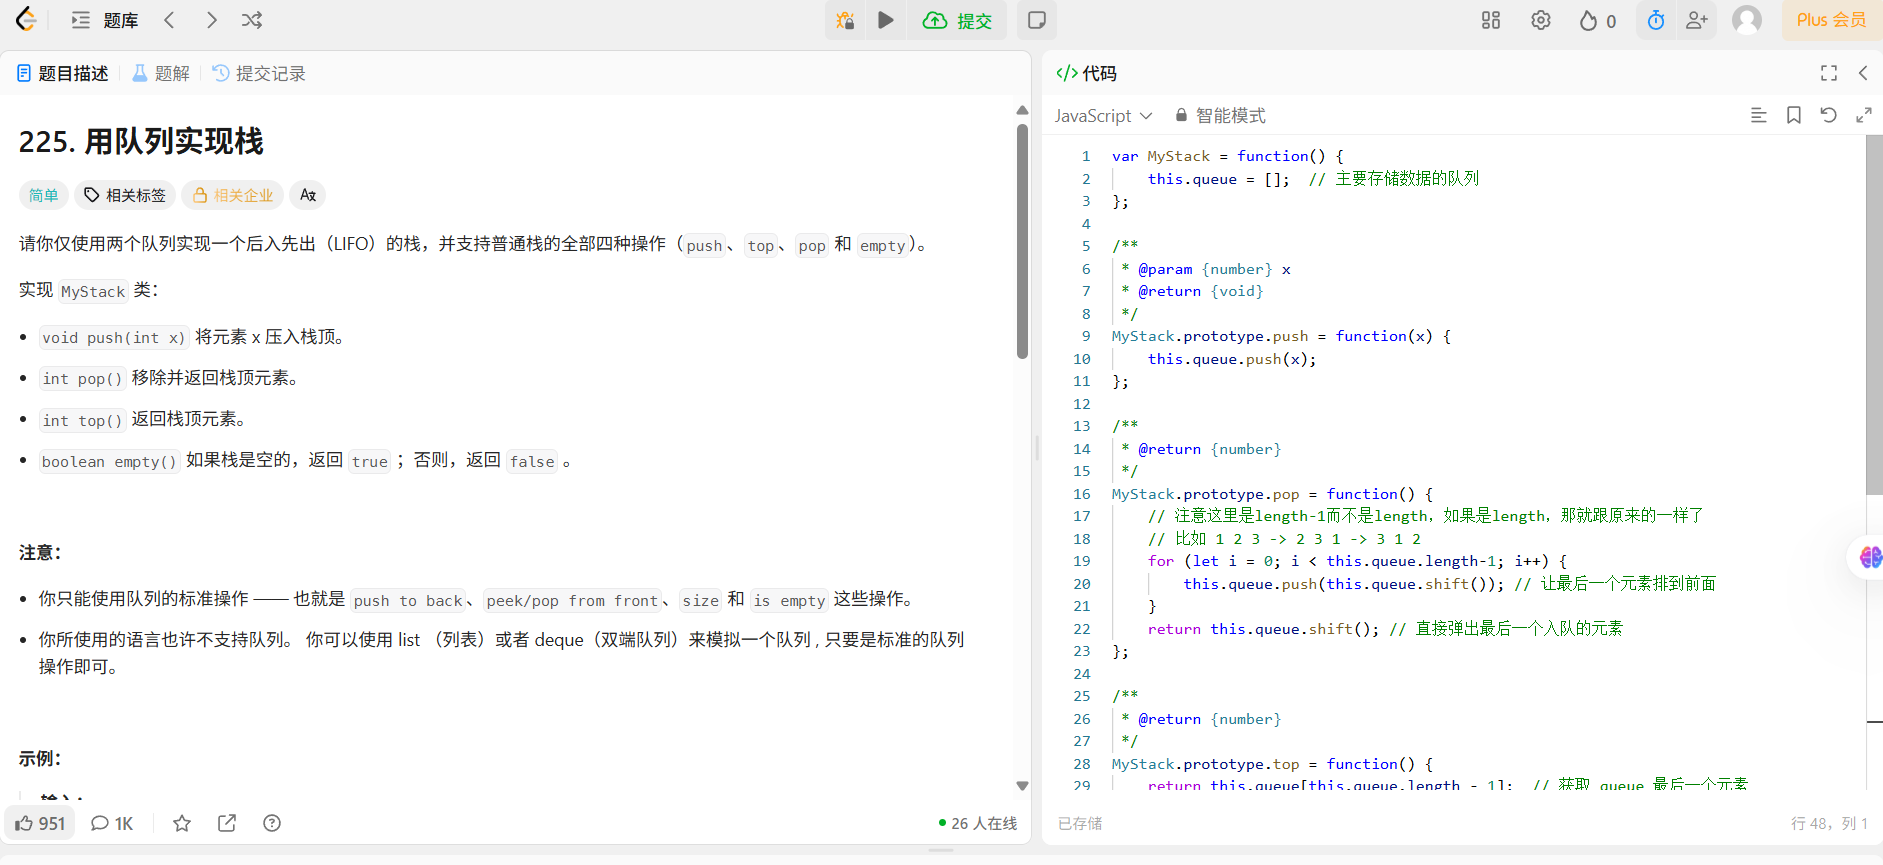 题库
提交
0
Plus 会员
题目描述
题解
提交记录
225. 用队列实现栈
简单
相关标签
相关企业
请你仅使用两个队列实现一个后入先出（LIFO）的栈，并支持普通栈的全部四种操作（push、top、pop 和 empty）。
实现 MyStack 类：
void push(int x) 将元素 x 压入栈顶。
int pop() 移除并返回栈顶元素。
int top() 返回栈顶元素。
boolean empty() 如果栈是空的，返回 true ；否则，返回 false 。
注意：
你只能使用队列的标准操作 —— 也就是 push to back、peek/pop from front、size 和 is empty 这些操作。
你所使用的语言也许不支持队列。 你可以使用 list （列表）或者 deque（双端队列）来模拟一个队列 , 只要是标准的队列
操作即可。
示例：
输入：
951
1K
26 人在线
</> 代码
JavaScript
智能模式
1 var MyStack = function() {
2     this.queue = [];  // 主要存储数据的队列
3 };
4
5 /**
6  * @param {number} x
7  * @return {void}
8  */
9 MyStack.prototype.push = function(x) {
10     this.queue.push(x);
11 };
12
13 /**
14  * @return {number}
15  */
16 MyStack.prototype.pop = function() {
17     // 注意这里是length-1而不是length，如果是length，那就跟原来的一样了
18     // 比如 1 2 3 -> 2 3 1 -> 3 1 2
19     for (let i = 0; i < this.queue.length-1; i++) {
20         this.queue.push(this.queue.shift()); // 让最后一个元素排到前面
21     }
22     return this.queue.shift(); // 直接弹出最后一个入队的元素
23 };
24
25 /**
26  * @return {number}
27  */
28 MyStack.prototype.top = function() {
29     return this.queue[this.queue.length - 1];  // 获取 queue 最后一个元素
已存储
行 48，列 1